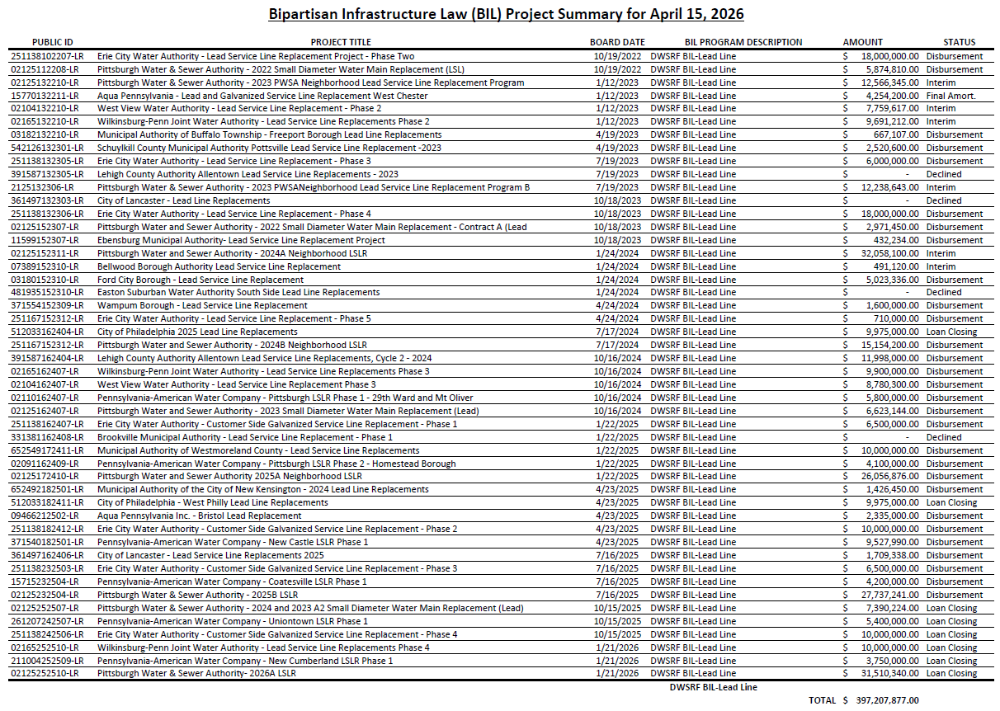 Bipartisan Infrastructure Law (BIL) Project Summary for April 15, 2026
PUBLIC ID PROJECT TITLE BOARD DATE BIL PROGRAM DESCRIPTION AMOUNT STATUS
251138102207-LR Erie City Water Authority - Lead Service Line Replacement Project - Phase Two 10/19/2022 DWSRF BIL-Lead Line $ 18,000,000.00 Disbursement
02125112208-LR Pittsburgh Water & Sewer Authority - 2022 Small Diameter Water Main Replacement (LSL) 10/19/2022 DWSRF BIL-Lead Line $ 5,874,810.00 Disbursement
02125132210-LR Pittsburgh Water & Sewer Authority - 2023 PWSA Neighborhood Lead Service Line Replacement Program 1/12/2023 DWSRF BIL-Lead Line $ 12,566,345.00 Interim
15770132211-LR Aqua Pennsylvania - Lead and Galvanized Service Line Replacement West Chester 1/12/2023 DWSRF BIL-Lead Line $ 4,254,200.00 Final Amort.
02104132210-LR West View Water Authority - Lead Service Line Replacement - Phase 2 1/12/2023 DWSRF BIL-Lead Line $ 7,759,617.00 Interim
02165132210-LR Wilkinsburg-Penn Joint Water Authority - Lead Service Line Replacements Phase 2 1/12/2023 DWSRF BIL-Lead Line $ 9,691,212.00 Interim
03182132210-LR Municipal Authority of Buffalo Township - Freeport Borough Lead Line Replacements 4/19/2023 DWSRF BIL-Lead Line $ 667,107.00 Disbursement
542126132301-LR Schuylkill County Municipal Authority Pottsville Lead Service Line Replacement -2023 4/19/2023 DWSRF BIL-Lead Line $ 2,520,600.00 Disbursement
251138132305-LR Erie City Water Authority - Lead Service Line Replacement - Phase 3 7/19/2023 DWSRF BIL-Lead Line $ 6,000,000.00 Disbursement
391587132305-LR Lehigh County Authority Allentown Lead Service Line Replacements - 2023 7/19/2023 DWSRF BIL-Lead Line $ - Declined
2125132306-LR Pittsburgh Water & Sewer Authority - 2023 PWSANeighborhood Lead Service Line Replacement Program B 7/19/2023 DWSRF BIL-Lead Line $ 12,238,643.00 Interim
361497132303-LR City of Lancaster - Lead Line Replacements 10/18/2023 DWSRF BIL-Lead Line $ - Declined
251138132306-LR Erie City Water Authority - Lead Service Line Replacement - Phase 4 10/18/2023 DWSRF BIL-Lead Line $ 18,000,000.00 Disbursement
02125152307-LR Pittsburgh Water and Sewer Authority - 2022 Small Diameter Water Main Replacement - Contract A (Lead 10/18/2023 DWSRF BIL-Lead Line $ 2,971,450.00 Disbursement
11599152307-LR Ebensburg Municipal Authority- Lead Service Line Replacement Project 10/18/2023 DWSRF BIL-Lead Line $ 432,234.00 Disbursement
02125152311-LR Pittsburgh Water and Sewer Authority - 2024A Neighborhood LSLR 1/24/2024 DWSRF BIL-Lead Line $ 32,058,100.00 Interim
07389152310-LR Bellwood Borough Authority Lead Service Line Replacement 1/24/2024 DWSRF BIL-Lead Line $ 491,120.00 Interim
03180152310-LR Ford City Borough - Lead Service Line Replacement 1/24/2024 DWSRF BIL-Lead Line $ 5,023,336.00 Disbursement
481935152310-LR Easton Suburban Water Authority South Side Lead Line Replacements 1/24/2024 DWSRF BIL-Lead Line $ - Declined
371554152309-LR Wampum Borough - Lead Service Line Replacement 4/24/2024 DWSRF BIL-Lead Line $ 1,600,000.00 Disbursement
251167152312-LR Erie City Water Authority - Lead Service Line Replacement - Phase 5 4/24/2024 DWSRF BIL-Lead Line $ 710,000.00 Disbursement
512033162404-LR City of Philadelphia 2025 Lead Line Replacements 7/17/2024 DWSRF BIL-Lead Line $ 9,975,000.00 Loan Closing
251167152312-LR Pittsburgh Water and Sewer Authority - 2024B Neighborhood LSLR 7/17/2024 DWSRF BIL-Lead Line $ 15,154,200.00 Disbursement
391587162404-LR Lehigh County Authority Allentown Lead Service Line Replacements, Cycle 2 - 2024 10/16/2024 DWSRF BIL-Lead Line $ 11,998,000.00 Disbursement
02165162407-LR Wilkinsburg-Penn Joint Water Authority - Lead Service Line Replacements Phase 3 10/16/2024 DWSRF BIL-Lead Line $ 9,900,000.00 Disbursement
02104162407-LR West View Water Authority - Lead Service Line Replacement Phase 3 10/16/2024 DWSRF BIL-Lead Line $ 8,780,300.00 Disbursement
02110162407-LR Pennsylvania-American Water Company - Pittsburgh LSLR Phase 1 - 29th Ward and Mt Oliver 10/16/2024 DWSRF BIL-Lead Line $ 5,800,000.00 Disbursement
02125162407-LR Pittsburgh Water and Sewer Authority - 2023 Small Diameter Water Main Replacement (Lead) 10/16/2024 DWSRF BIL-Lead Line $ 6,623,144.00 Disbursement
251138162407-LR Erie City Water Authority - Customer Side Galvanized Service Line Replacement - Phase 1 1/22/2025 DWSRF BIL-Lead Line $ 6,500,000.00 Disbursement
331381162408-LR Brookville Municipal Authority - Lead Service Line Replacement - Phase 1 1/22/2025 DWSRF BIL-Lead Line $ - Declined
652549172411-LR Municipal Authority of Westmoreland County - Lead Service Line Replacements 1/22/2025 DWSRF BIL-Lead Line $ 10,000,000.00 Disbursement
02091162409-LR Pennsylvania-American Water Company - Pittsburgh LSLR Phase 2 - Homestead Borough 1/22/2025 DWSRF BIL-Lead Line $ 4,100,000.00 Disbursement
02125172410-LR Pittsburgh Water and Sewer Authority 2025A Neighborhood LSLR 1/22/2025 DWSRF BIL-Lead Line $ 26,056,876.00 Disbursement
652492182501-LR Municipal Authority of the City of New Kensington - 2024 Lead Line Replacements 4/23/2025 DWSRF BIL-Lead Line $ 1,426,450.00 Disbursement
512033182411-LR City of Philadelphia - West Philly Lead Line Replacements 4/23/2025 DWSRF BIL-Lead Line $ 9,975,000.00 Loan Closing
09466212502-LR Aqua Pennsylvania Inc. - Bristol Lead Replacement 4/23/2025 DWSRF BIL-Lead Line $ 2,335,000.00 Disbursement
251138182412-LR Erie City Water Authority - Customer Side Galvanized Service Line Replacement - Phase 2 4/23/2025 DWSRF BIL-Lead Line $ 10,000,000.00 Disbursement
371540182501-LR Pennsylvania-American Water Company - New Castle LSLR Phase 1 4/23/2025 DWSRF BIL-Lead Line $ 9,527,990.00 Disbursement
361497162406-LR City of Lancaster - Lead Service Line Replacements 2025 7/16/2025 DWSRF BIL-Lead Line $ 1,709,338.00 Disbursement
251138232503-LR Erie City Water Authority - Customer Side Galvanized Service Line Replacement - Phase 3 7/16/2025 DWSRF BIL-Lead Line $ 6,500,000.00 Disbursement
15715232504-LR Pennsylvania-American Water Company - Coatesville LSLR Phase 1 7/16/2025 DWSRF BIL-Lead Line $ 4,200,000.00 Disbursement
02125232504-LR Pittsburgh Water & Sewer Authority - 2025B LSLR 7/16/2025 DWSRF BIL-Lead Line $ 27,737,241.00 Disbursement
02125252507-LR Pittsburgh Water & Sewer Authority - 2024 and 2023 A2 Small Diameter Water Main Replacement (Lead) 10/15/2025 DWSRF BIL-Lead Line $ 7,390,224.00 Loan Closing
261207242507-LR Pennsylvania-American Water Company - Uniontown LSLR Phase 1 10/15/2025 DWSRF BIL-Lead Line $ 5,400,000.00 Loan Closing
251138242506-LR Erie City Water Authority - Customer Side Galvanized Service Line Replacement - Phase 4 10/15/2025 DWSRF BIL-Lead Line $ 10,000,000.00 Loan Closing
02165252510-LR Wilkinsburg-Penn Joint Water Authority - Lead Service Line Replacements Phase 4 1/21/2026 DWSRF BIL-Lead Line $ 10,000,000.00 Loan Closing
211004252509-LR Pennsylvania-American Water Company - New Cumberland LSLR Phase 1 1/21/2026 DWSRF BIL-Lead Line $ 3,750,000.00 Loan Closing
02125252510-LR Pittsburgh Water & Sewer Authority- 2026A LSLR 1/21/2026 DWSRF BIL-Lead Line $ 31,510,340.00 Loan Closing
DWSRF BIL-Lead Line
TOTAL $ 397,207,877.00